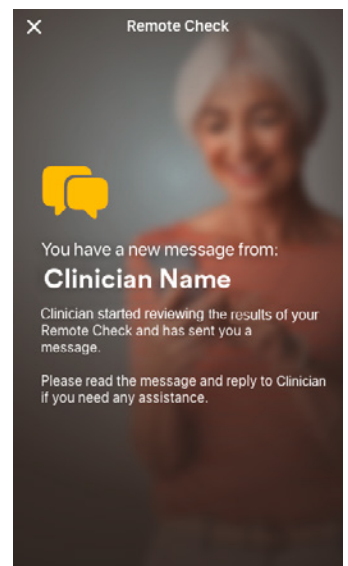 Remote Check
You have a new message from:
Clinician Name
Clinician started reviewing the results of your
Remote Check and has sent you a
message.
Please read the message and reply to Clinician
if you need any assistance.